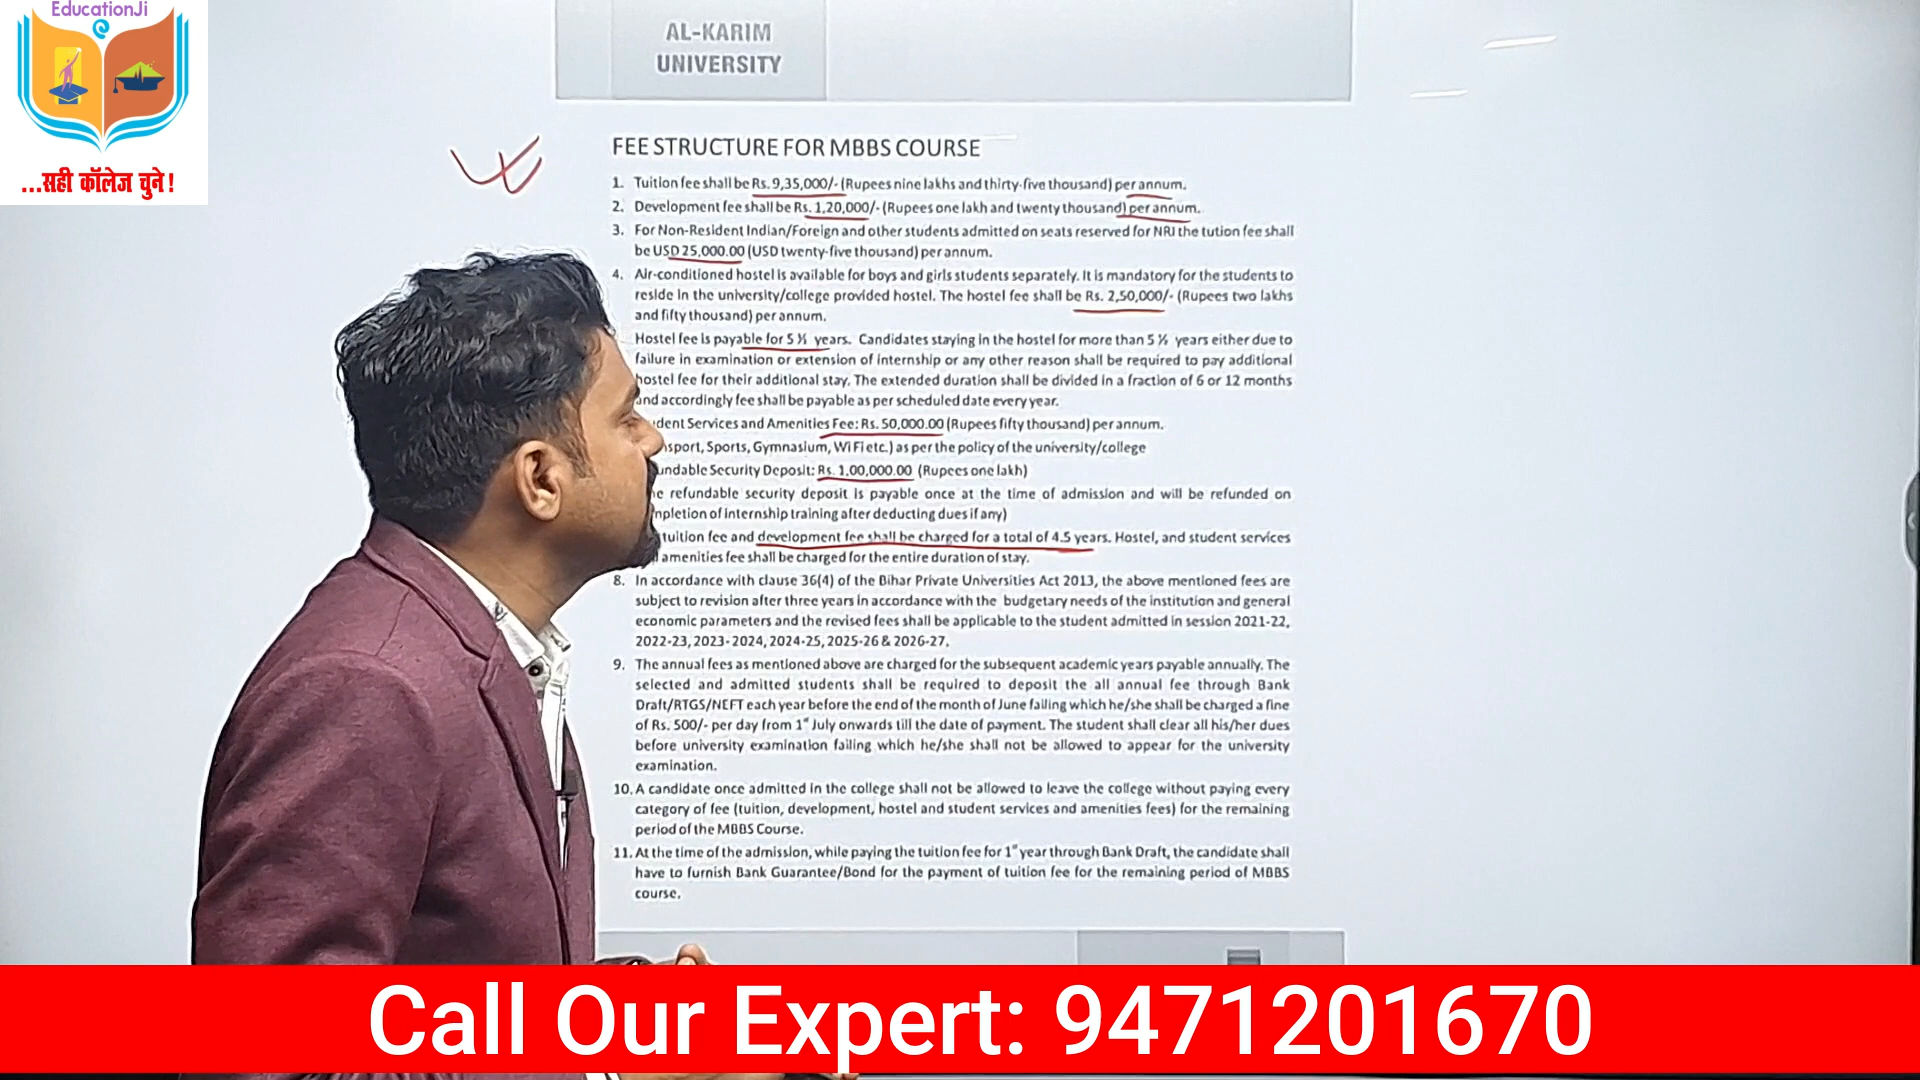 EducationJi
...सही कॉलेज चुने!
AL-KARIM
UNIVERSITY
FEE STRUCTURE FOR MBBS COURSE
1. Tuition fee shall be Rs. 9,35,000/- (Rupees nine lakhs and thirty-five thousand) per annum.
2. Development fee shall be Rs. 1,20,000/- (Rupees one lakh and twenty thousand) per annum.
3. For Non-Resident Indian/Foreign and other students admitted on seats reserved for NRI the tution fee shall
be USD 25,000.00 (USD twenty-five thousand) per annum.
4. Air-conditioned hostel is available for boys and girls students separately. It is mandatory for the students to
reside in the university/college provided hostel. The hostel fee shall be Rs. 2,50,000/- (Rupees two lakhs
and fifty thousand) per annum.
Hostel fee is payable for 5 ½ years. Candidates staying in the hostel for more than 5 ½ years either due to
failure in examination or extension of internship or any other reason shall be required to pay additional
hostel fee for their additional stay. The extended duration shall be divided in a fraction of 6 or 12 months
and accordingly fee shall be payable as per scheduled date every year.
dent Services and Amenities Fee: Rs. 50,000.00 (Rupees fifty thousand) per annum.
sport, Sports, Gymnasium, WiFi etc.) as per the policy of the university/college
undable Security Deposit: Rs. 1,00,000.00 (Rupees one lakh)
e refundable security deposit is payable once at the time of admission and will be refunded on
mpletion of internship training after deducting dues if any)
tuition fee and development fee shall be charged for a total of 4.5 years. Hostel, and student services
amenities fee shall be charged for the entire duration of stay.
8. In accordance with clause 36(4) of the Bihar Private Universities Act 2013, the above mentioned fees are
subject to revision after three years in accordance with the budgetary needs of the institution and general
economic parameters and the revised fees shall be applicable to the student admitted in session 2021-22,
2022-23, 2023-2024, 2024-25, 2025-26 & 2026-27.
9. The annual fees as mentioned above are charged for the subsequent academic years payable annually. The
selected and admitted students shall be required to deposit the all annual fee through Bank
Draft/RTGS/NEFT each year before the end of the month of June failing which he/she shall be charged a fine
of Rs. 500/- per day from 1st July onwards till the date of payment. The student shall clear all his/her dues
before university examination failing which he/she shall not be allowed to appear for the university
examination.
10. A candidate once admitted in the college shall not be allowed to leave the college without paying every
category of fee (tuition, development, hostel and student services and amenities fees) for the remaining
period of the MBBS Course.
11. At the time of the admission, while paying the tuition fee for 1st year through Bank Draft, the candidate shall
have to furnish Bank Guarantee/Bond for the payment of tuition fee for the remaining period of MBBS
course.
Call Our Expert: 9471201670